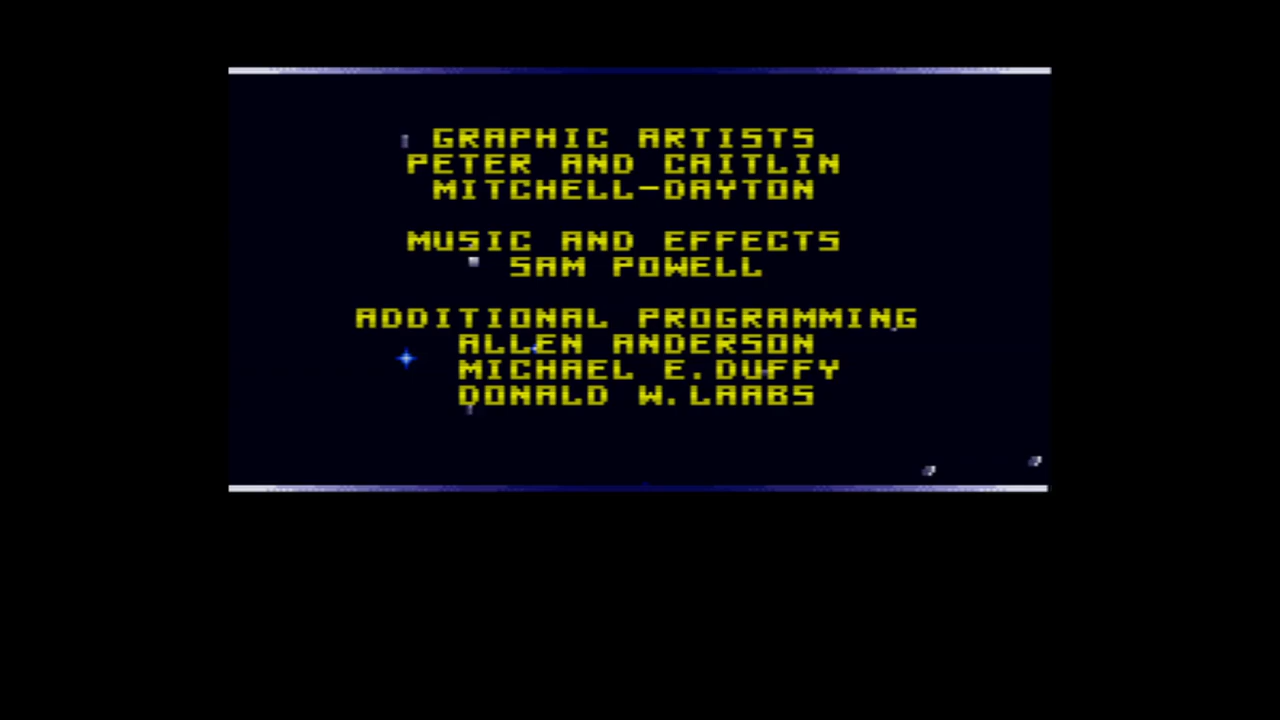 GRAPHIC ARTISTS
PETER AND CAITLIN
MITCHELL-DAYTON
MUSIC AND EFFECTS
SAM POWELL
ADDITIONAL PROGRAMMING
ALLEN ANDERSON
MICHAEL E.DUFFY
DONALD W.LAABS